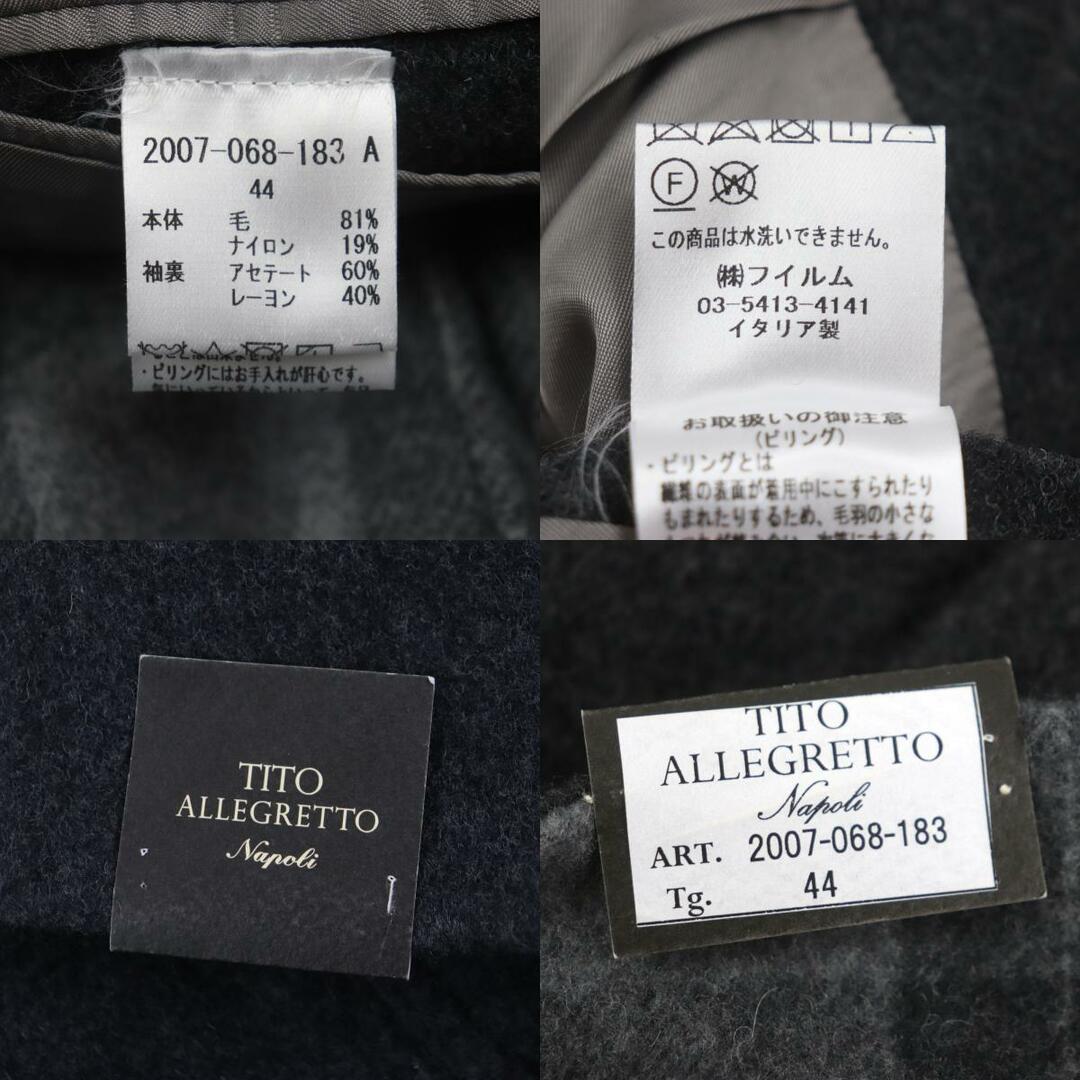 2007-068-183 A
44
本体 毛 81%
ナイロン 19%
袖裏 アセテート 60%
レーヨン 40%
・ピリングにはお手入れが肝心です。
F
W
この商品は水洗いできません。
㈱フイルム
03-5413-4141
イタリア製
お取扱いの御注意
(ピリング)
・ピリングとは
繊維の表面が着用中にこすられたり
もまれたりするため、毛羽の小さな
TITO
ALLEGRETTO
Napoli
TITO
ALLEGRETTO
Napoli
ART. 2007-068-183
Tg. 44